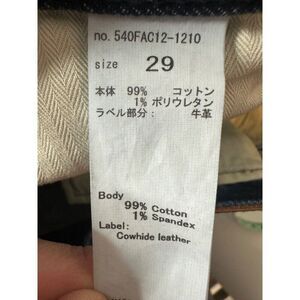 no. 540FAC12-1210
size 29
本体 99% コットン
1% ポリウレタン
ラベル部分： 牛革
Body
99% Cotton
1% Spandex
Label:
Cowhide leather